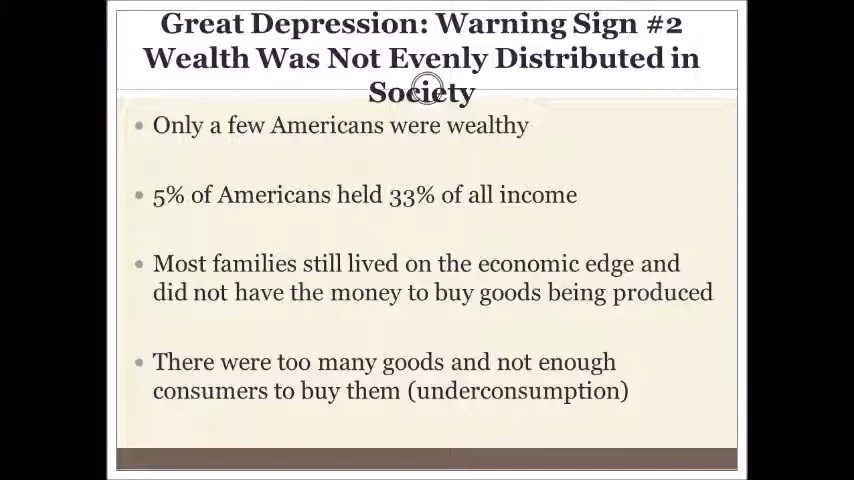 Great Depression: Warning Sign #2
Wealth Was Not Evenly Distributed in
Society
• Only a few Americans were wealthy
• 5% of Americans held 33% of all income
• Most families still lived on the economic edge and
did not have the money to buy goods being produced
• There were too many goods and not enough
consumers to buy them (underconsumption)